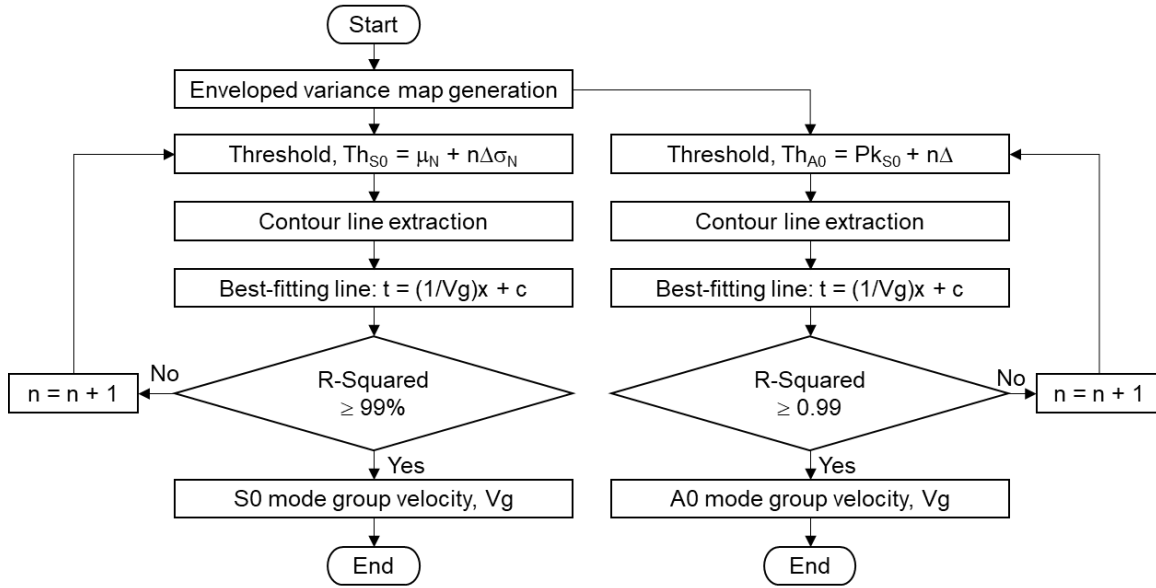 Start
Enveloped variance map generation
Threshold, Th_S0 = μ_N + nΔσ_N
Contour line extraction
Best-fitting line: t = (1/Vg)x + c
R-Squared
≥ 99%
No
n = n + 1
Yes
S0 mode group velocity, Vg
End
Threshold, Th_A0 = Pk_S0 + nΔ
Contour line extraction
Best-fitting line: t = (1/Vg)x + c
R-Squared
≥ 0.99
No
n = n + 1
Yes
A0 mode group velocity, Vg
End